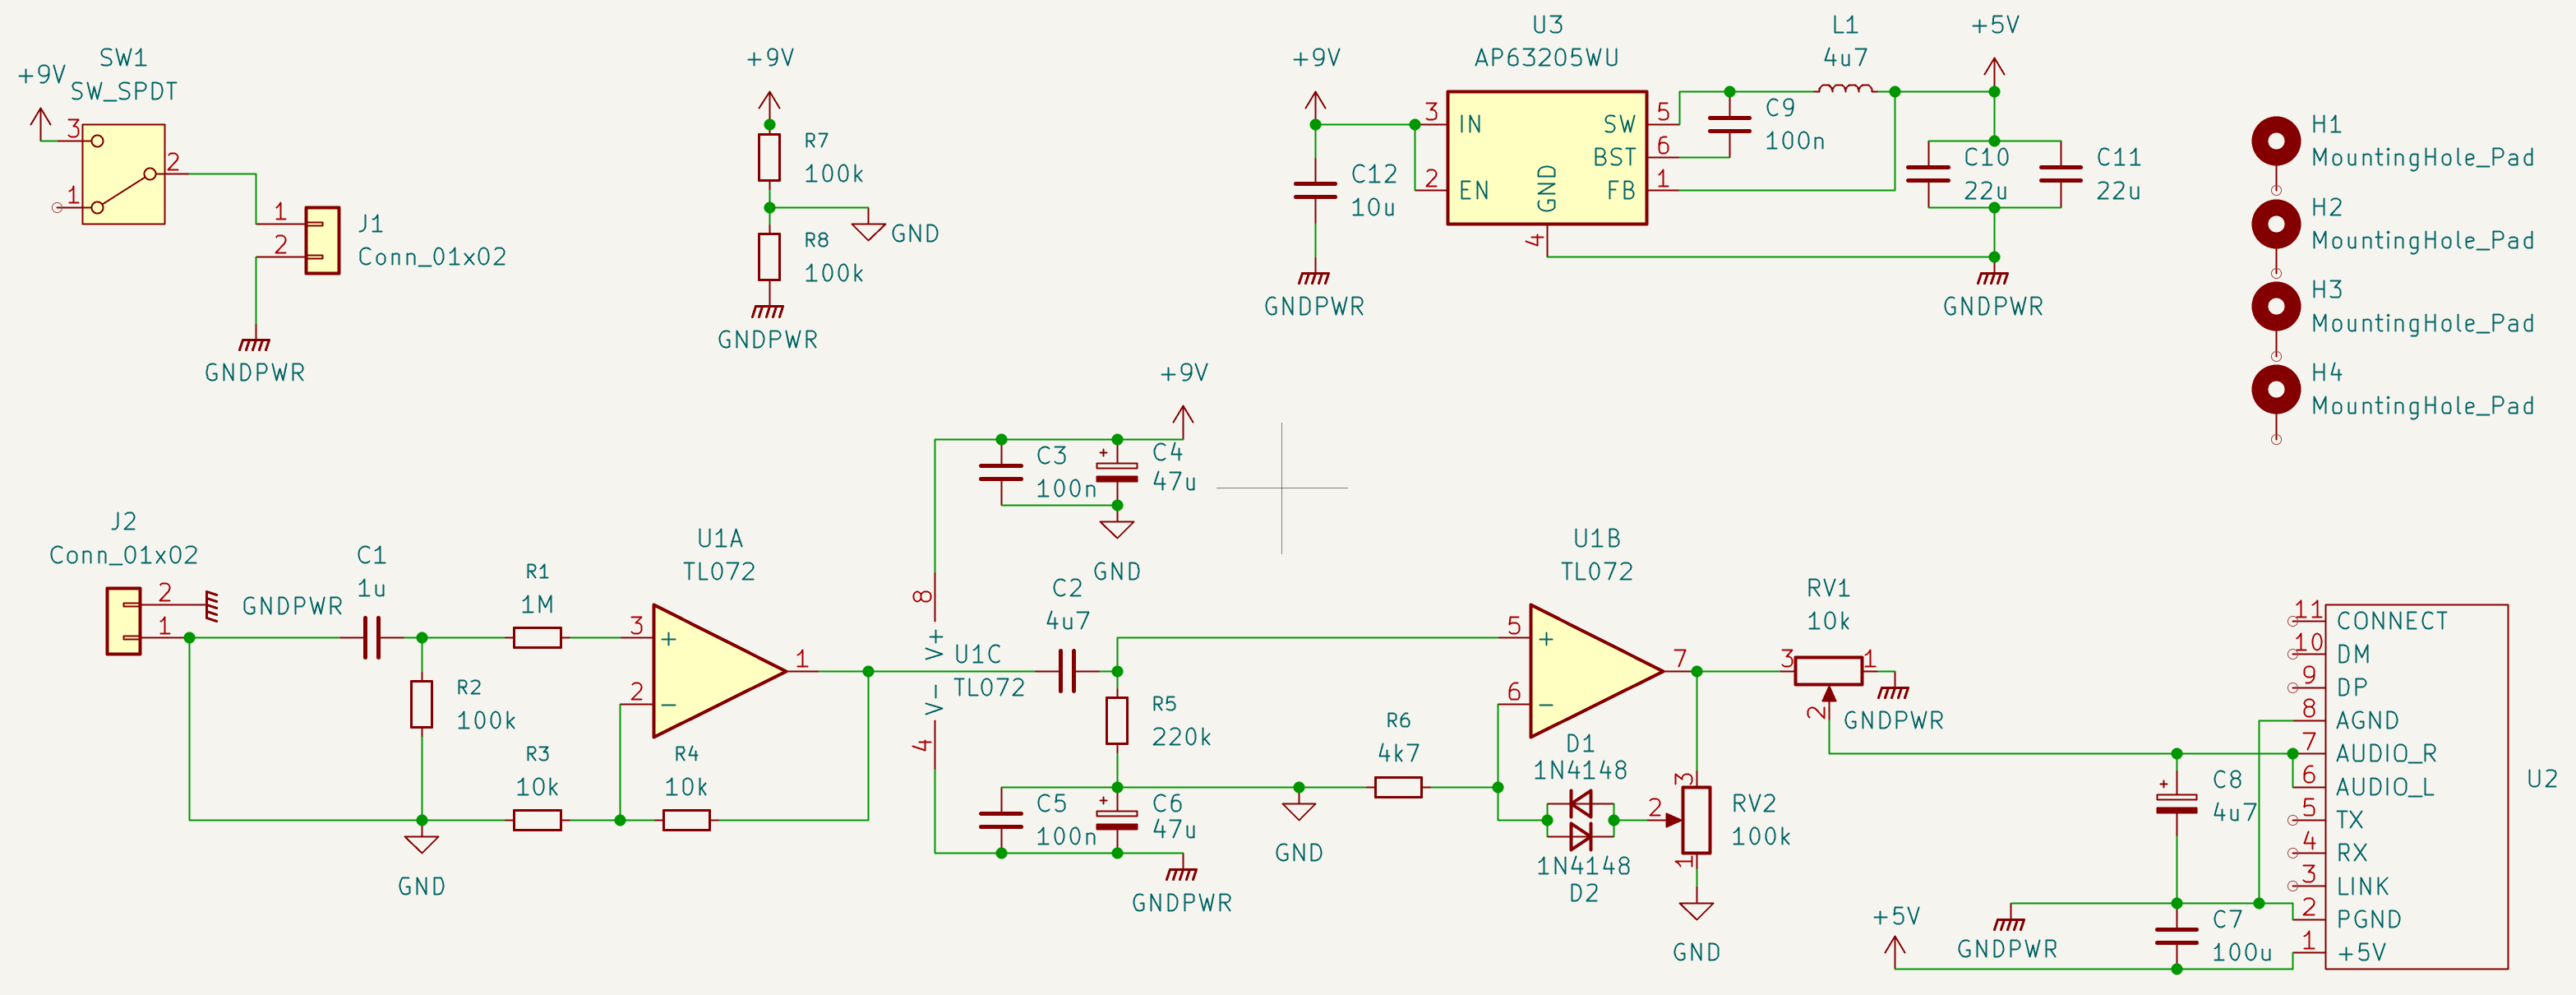 SW1
SW_SPDT
+9V
3
2
1
1
2
J1
Conn_01x02
GNDPWR
+9V
R7
100k
R8
100k
GND
GNDPWR
+9V
C12
10u
GNDPWR
U3
AP63205WU
3
IN
2
EN
GND
4
SW
5
BST
6
FB
1
C9
100n
L1
4u7
+5V
C10
22u
C11
22u
GNDPWR
H1
MountingHole_Pad
H2
MountingHole_Pad
H3
MountingHole_Pad
H4
MountingHole_Pad
J2
Conn_01x02
2
1
GNDPWR
C1
1u
R1
1M
R2
100k
R3
10k
R4
10k
GND
U1A
TL072
3
+
2
−
1
+9V
C3
100n
+
C4
47u
GND
8
V+
U1C
TL072
V−
4
C2
4u7
R5
220k
C5
100n
+
C6
47u
GNDPWR
GND
R6
4k7
U1B
TL072
5
+
6
−
7
D1
1N4148
1N4148
D2
3
2
1
RV2
100k
GND
RV1
10k
3
1
2
GNDPWR
+
C8
4u7
GNDPWR
C7
100u
+5V
11
CONNECT
10
DM
9
DP
8
AGND
7
AUDIO_R
6
AUDIO_L
5
TX
4
RX
3
LINK
2
PGND
1
+5V
U2